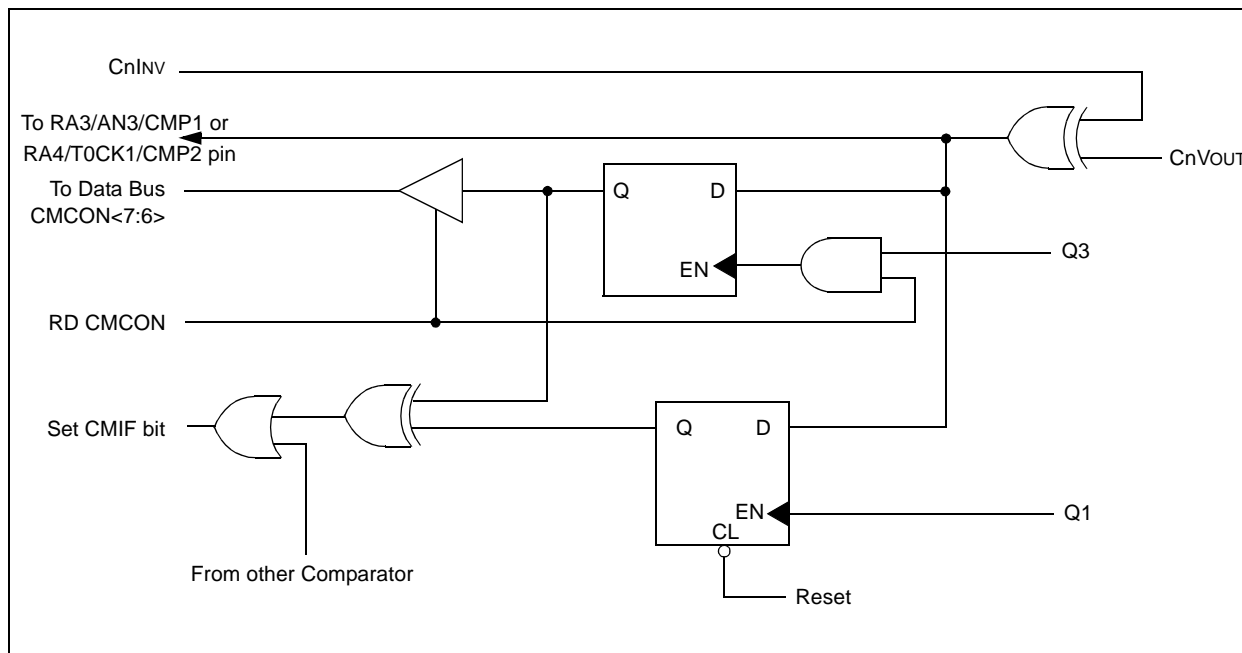 CnINV
To RA3/AN3/CMP1 or
RA4/T0CK1/CMP2 pin
CnVOUT
To Data Bus
CMCON<7:6>
Q
D
EN
Q3
RD CMCON
Set CMIF bit
Q
D
EN
CL
Q1
From other Comparator
Reset